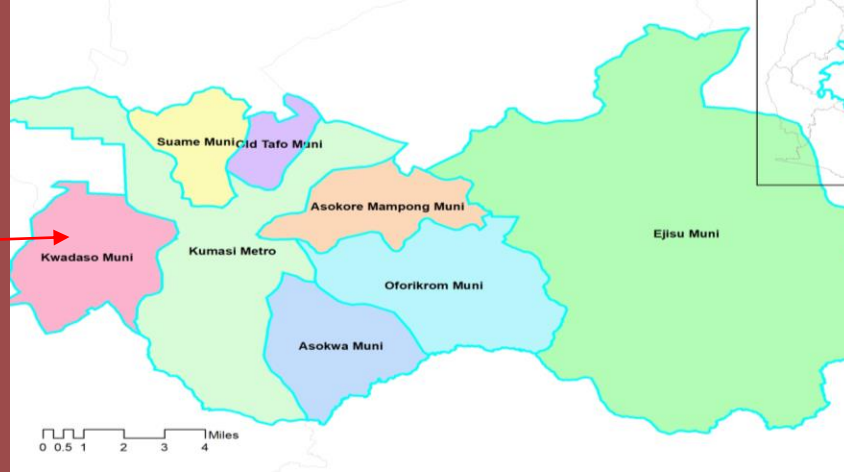 Suame Muni
Old Tafo Muni
Asokore Mampong Muni
Ejisu Muni
Kumasi Metro
Kwadaso Muni
Oforikrom Muni
Asokwa Muni
Miles
0 0.5 1 2 3 4